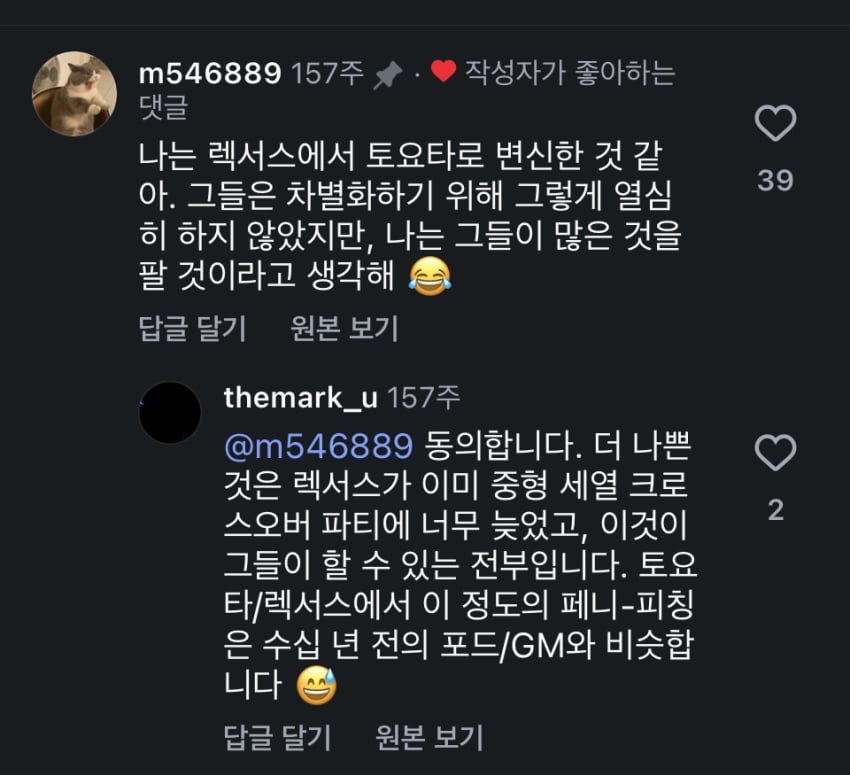 m546889 157주 📌 · ❤️ 작성자가 좋아하는
댓글
나는 렉서스에서 토요타로 변신한 것 같
아. 그들은 차별화하기 위해 그렇게 열심
히 하지 않았지만, 나는 그들이 많은 것을
팔 것이라고 생각해 😂
39
답글 달기 원본 보기
themark_u 157주
@m546889 동의합니다. 더 나쁜
것은 렉서스가 이미 중형 세열 크로
스오버 파티에 너무 늦었고, 이것이
그들이 할 수 있는 전부입니다. 토요
타/렉서스에서 이 정도의 페니-피칭
은 수십 년 전의 포드/GM와 비슷합
니다 😅
2
답글 달기 원본 보기